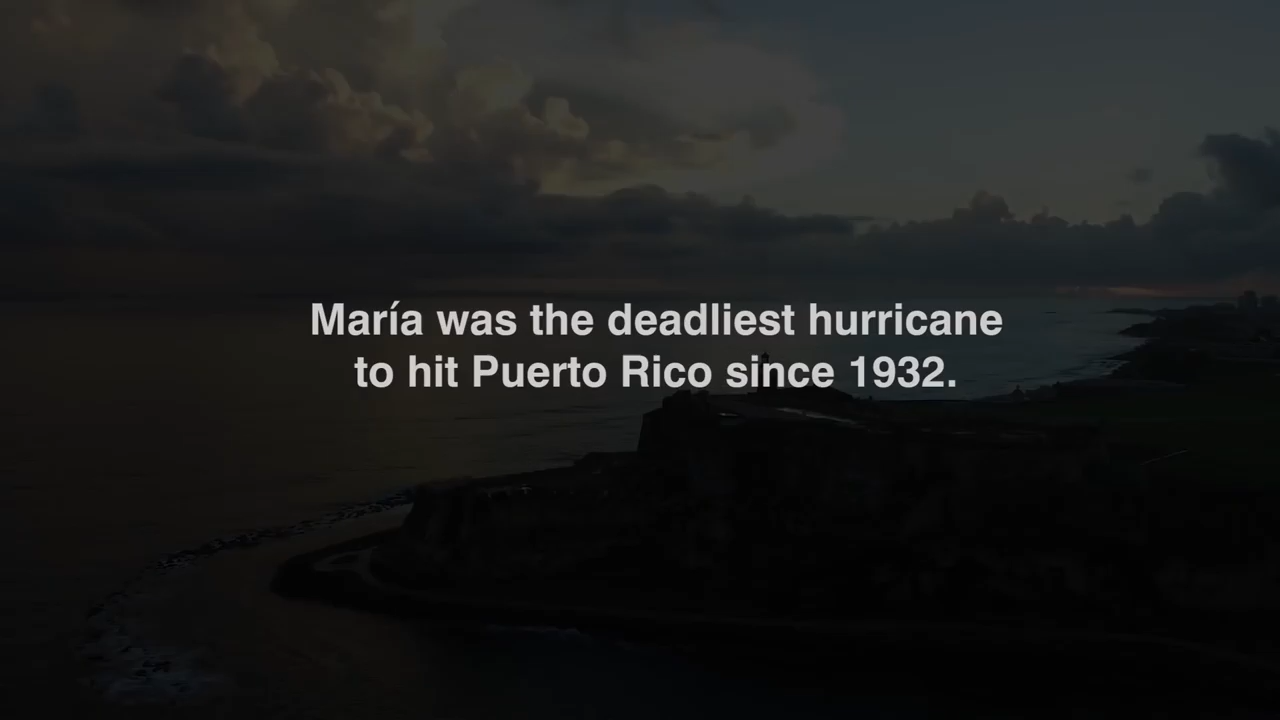 María was the deadliest hurricane
to hit Puerto Rico since 1932.